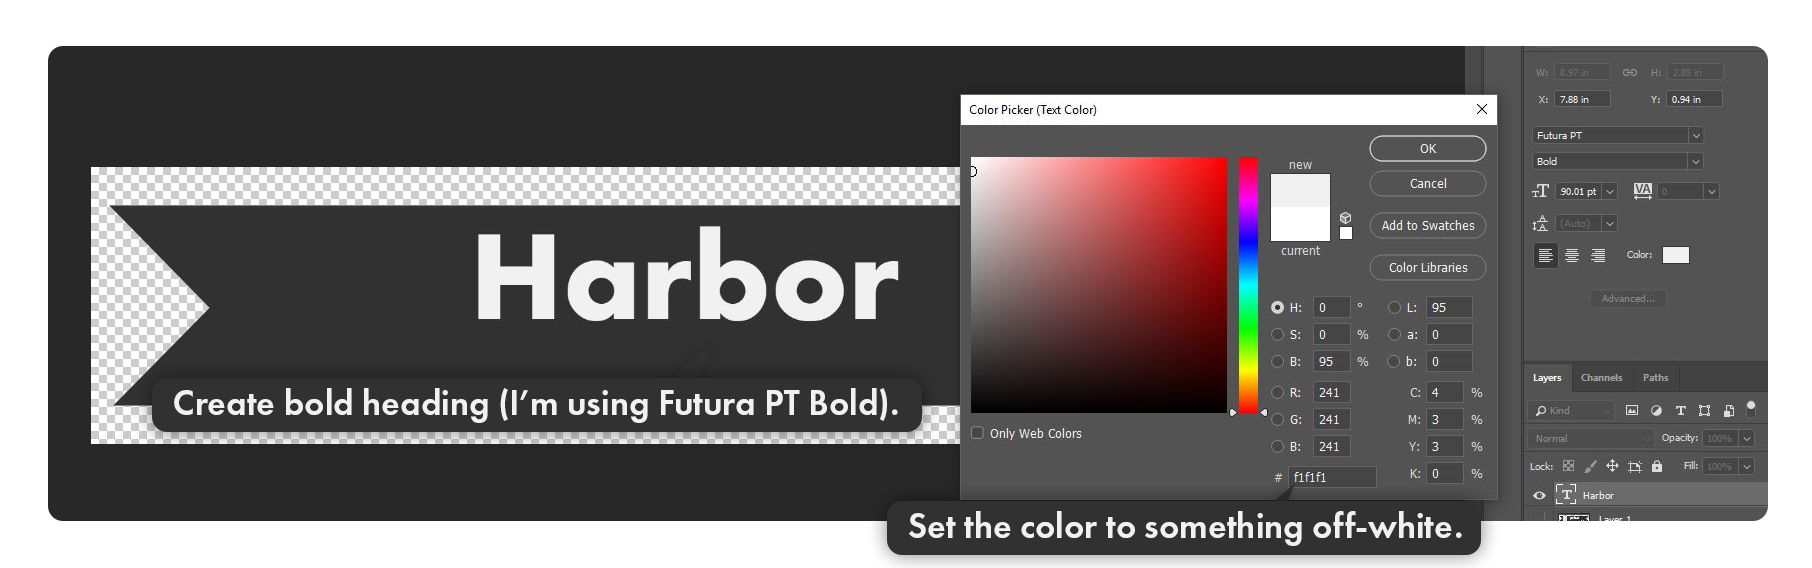 W: 8.97 in H: 2.89 in
X: 7.88 in Y: 0.94 in
Color Picker (Text Color)
OK
new
Cancel
Add to Swatches
current
Color Libraries
H: 0 ° L: 95
S: 0 % a: 0
B: 95 % b: 0
R: 241 C: 4 %
G: 241 M: 3 %
B: 241 Y: 3 %
# f1f1f1 K: 0 %
Only Web Colors
Futura PT
Bold
90.01 pt VA 0
(Auto)
Color:
Advanced...
Harbor
Create bold heading (I'm using Futura PT Bold).
Set the color to something off-white.
Layers Channels Paths
Kind
Normal Opacity: 100%
Lock: Fill: 100%
Harbor
Layer 1